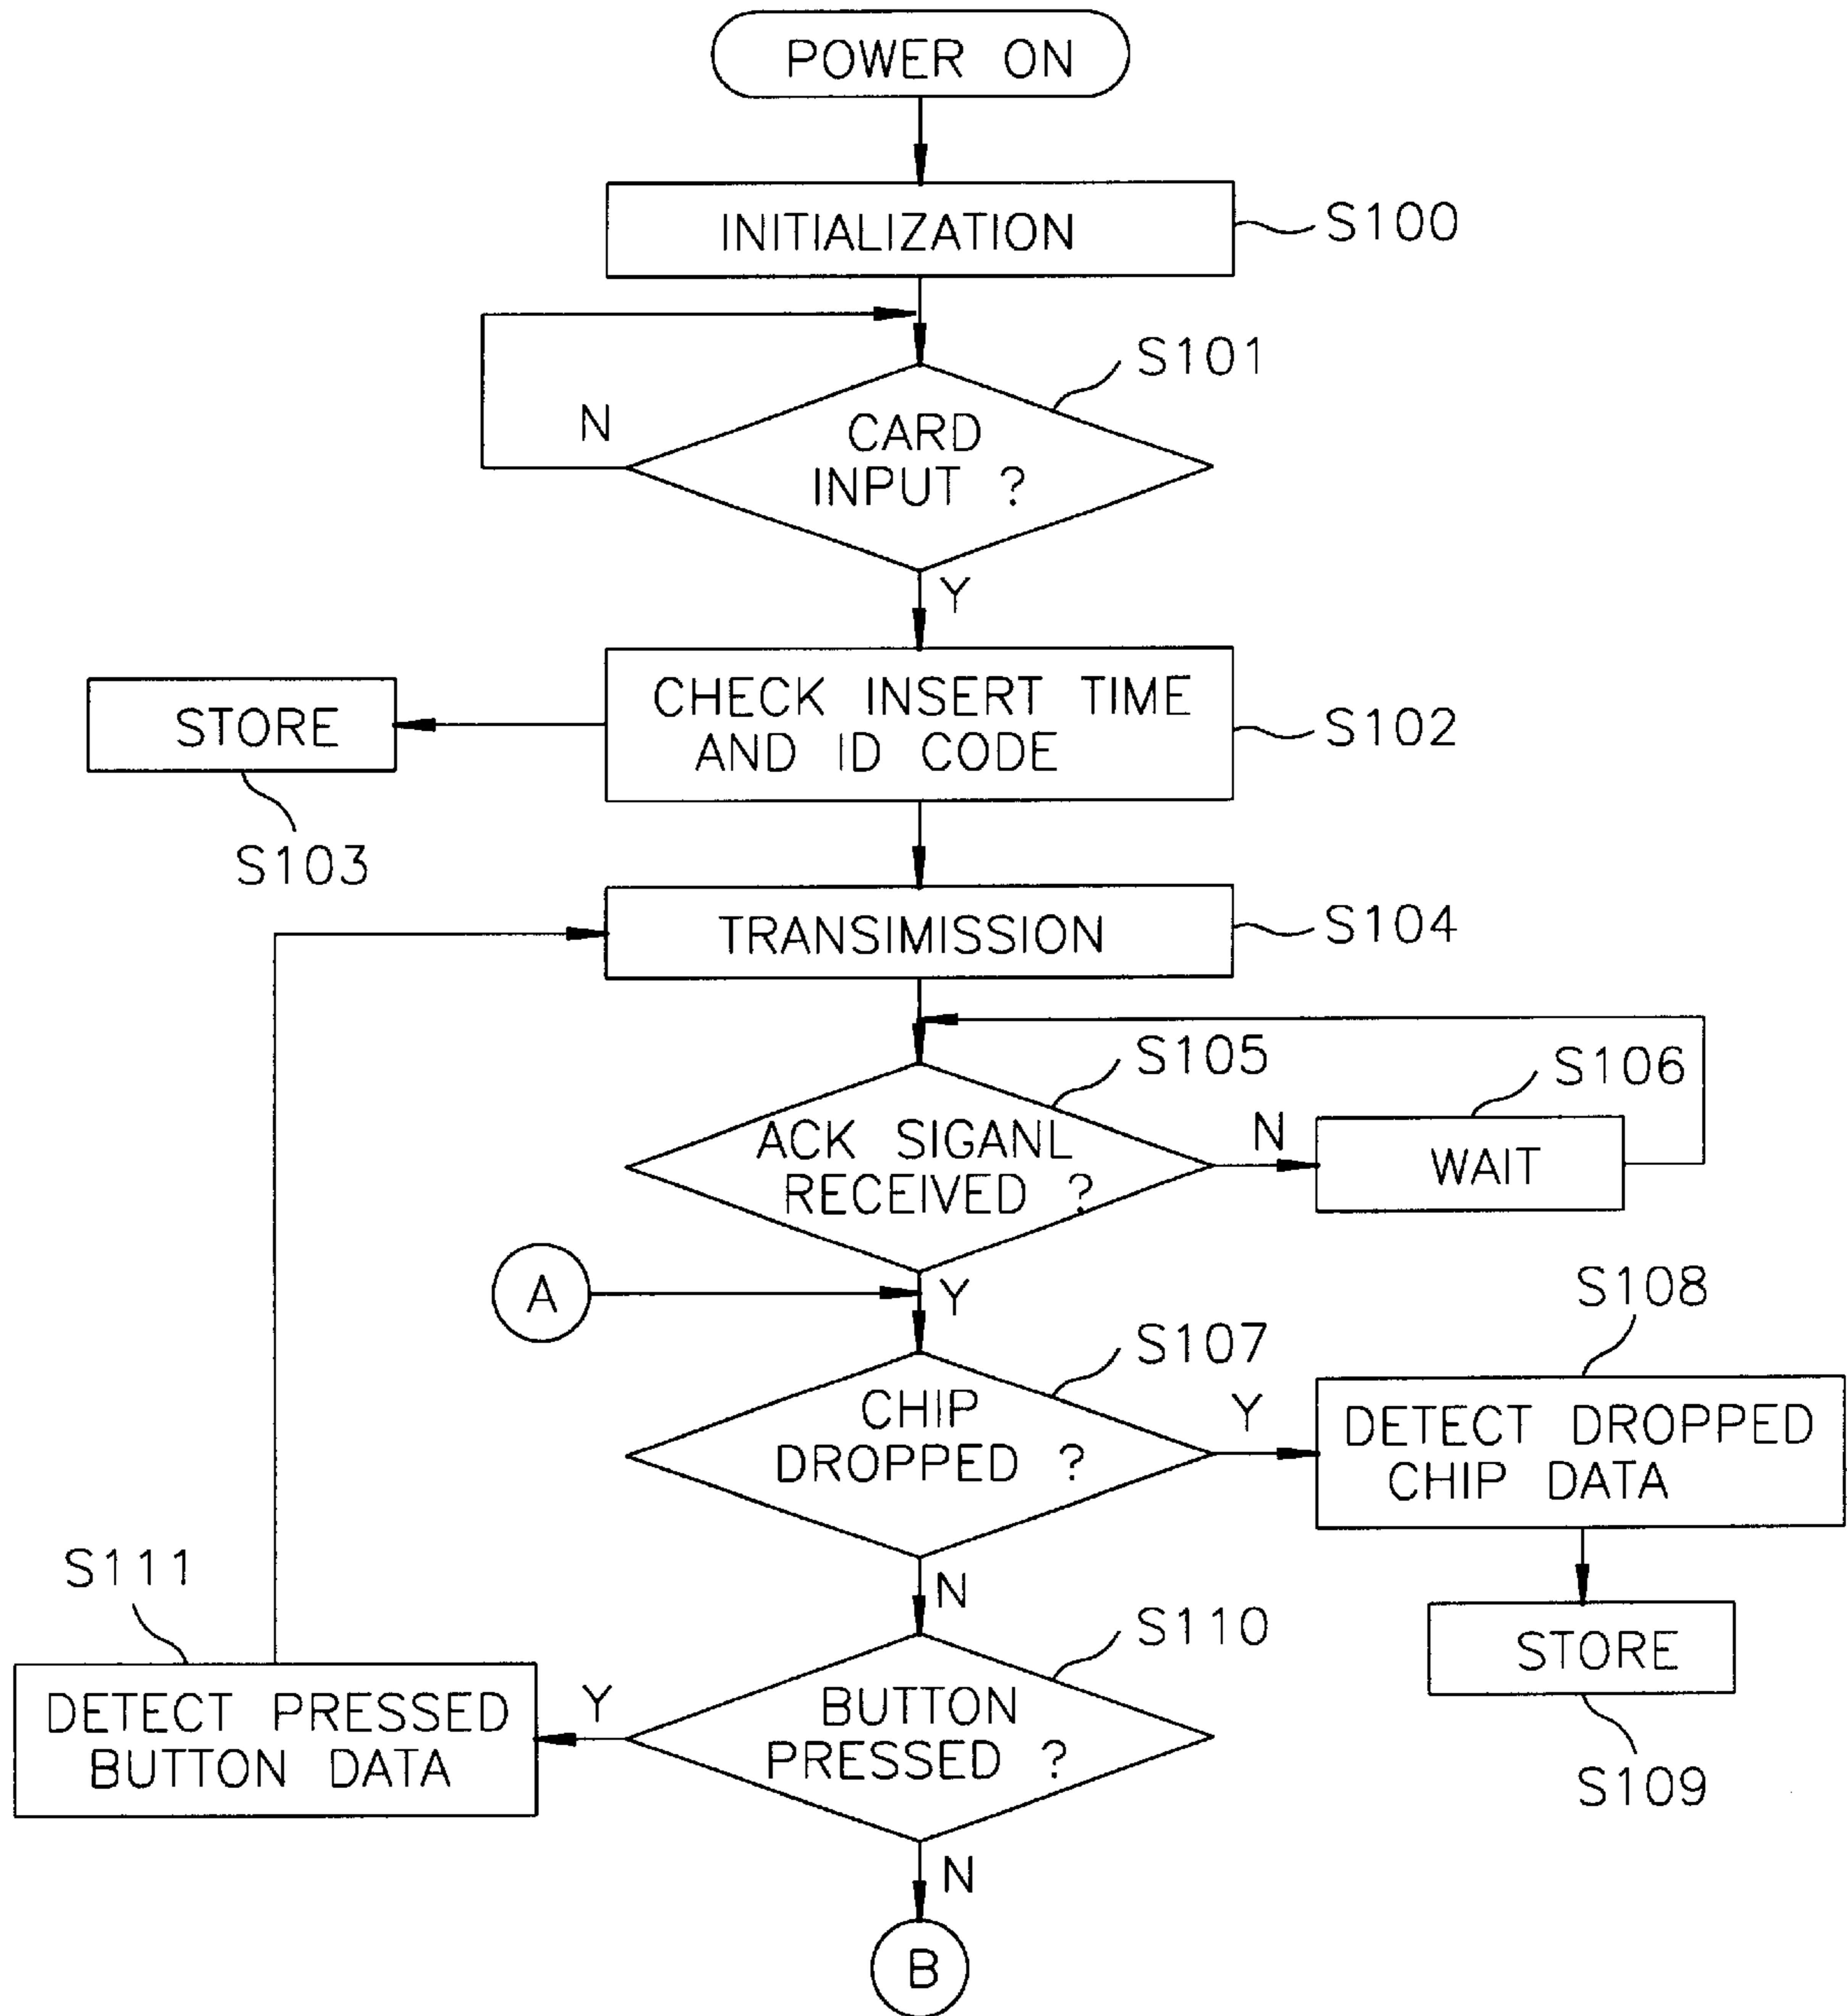 POWER ON
INITIALIZATION
S100
S101
N
CARD
INPUT ?
Y
STORE
CHECK INSERT TIME
AND ID CODE
S102
S103
TRANSIMISSION
S104
S105
S106
ACK SIGANL
RECEIVED ?
N
WAIT
A
Y
S108
S107
CHIP
DROPPED ?
Y
DETECT DROPPED
CHIP DATA
S111
N
S110
STORE
DETECT PRESSED
BUTTON DATA
Y
BUTTON
PRESSED ?
S109
N
B